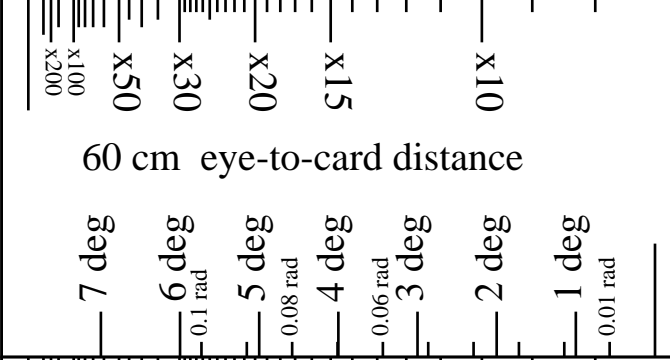 x200 x100 x50 x30 x20 x15 x10
60 cm eye-to-card distance
7 deg 6 deg 0.1 rad 5 deg 0.08 rad 4 deg 0.06 rad 3 deg 2 deg 1 deg 0.01 rad